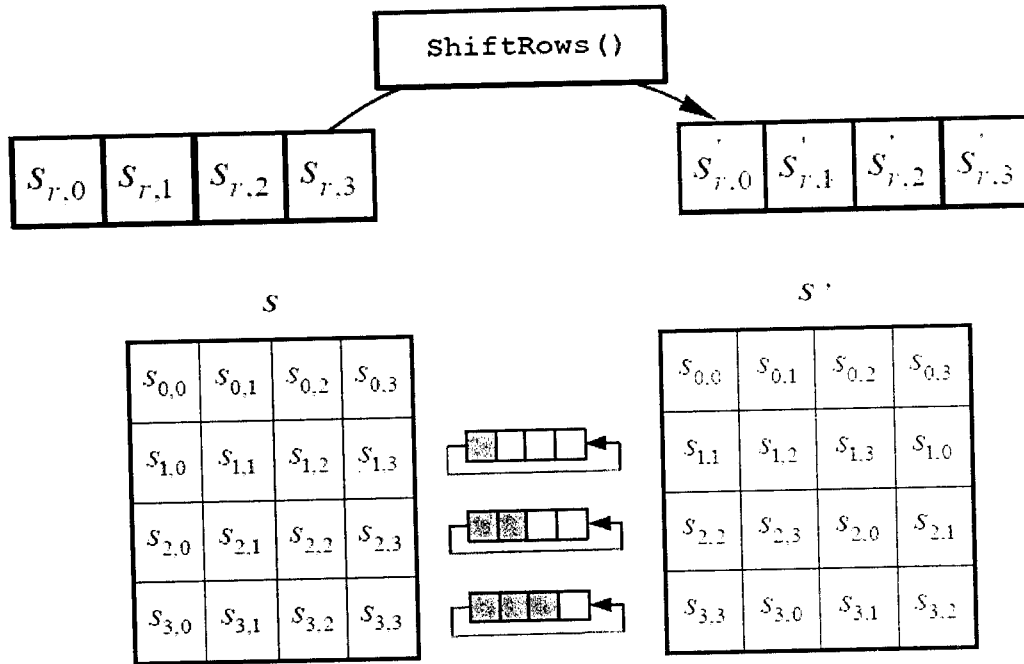 ShiftRows()
S_{r,0} S_{r,1} S_{r,2} S_{r,3} S'_{r,0} S'_{r,1} S'_{r,2} S'_{r,3}
S S'
S_{0,0} S_{0,1} S_{0,2} S_{0,3} S_{0,0} S_{0,1} S_{0,2} S_{0,3}
S_{1,0} S_{1,1} S_{1,2} S_{1,3} S_{1,1} S_{1,2} S_{1,3} S_{1,0}
S_{2,0} S_{2,1} S_{2,2} S_{2,3} S_{2,2} S_{2,3} S_{2,0} S_{2,1}
S_{3,0} S_{3,1} S_{3,2} S_{3,3} S_{3,3} S_{3,0} S_{3,1} S_{3,2}